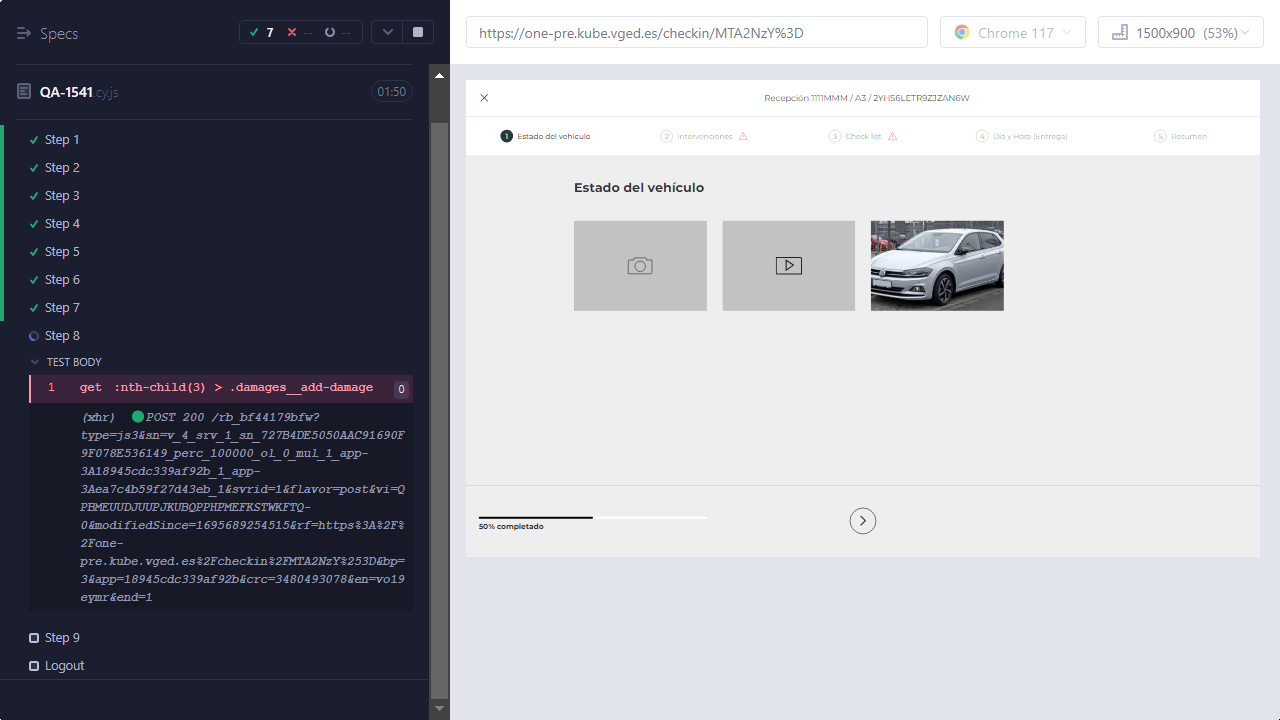 Specs
7
--
--
https://one-pre.kube.vged.es/checkin/MTA2NzY%3D
Chrome 117
1500x900 (53%)
QA-1541.cy.js
01:50
Step 1
Step 2
Step 3
Step 4
Step 5
Step 6
Step 7
Step 8
TEST BODY
1 get :nth-child(3) > .damages__add-damage 0
(xhr) POST 200 /rb_bf44179bfw?
type=js3&sn=v_4_srv_1_sn_727B4DE5050AAC91690F
9F078E536149_perc_100000_ol_0_mul_1_app-
3A18945cdc339af92b_1_app-
3Aea7c4b59f27d43eb_1&svrid=1&flavor=post&vi=Q
PBMEUUDJUUPJKUBQPPHPMEFKSTWKFTQ-
0&modifiedSince=1695689254515&rf=https%3A%2F%
2Fone-
pre.kube.vged.es%2Fcheckin%2FMTA2NzY%253D&bp=
3&app=18945cdc339af92b&crc=3480493078&en=vo19
eymr&end=1
Step 9
Logout
Recepción 1111MMM / A3 / 2YHS6LETR9ZJZAN6W
1 Estado del vehículo
2 Intervenciones
3 Check list
4 Día y Hora (Entrega)
5 Resumen
Estado del vehículo
50% completado